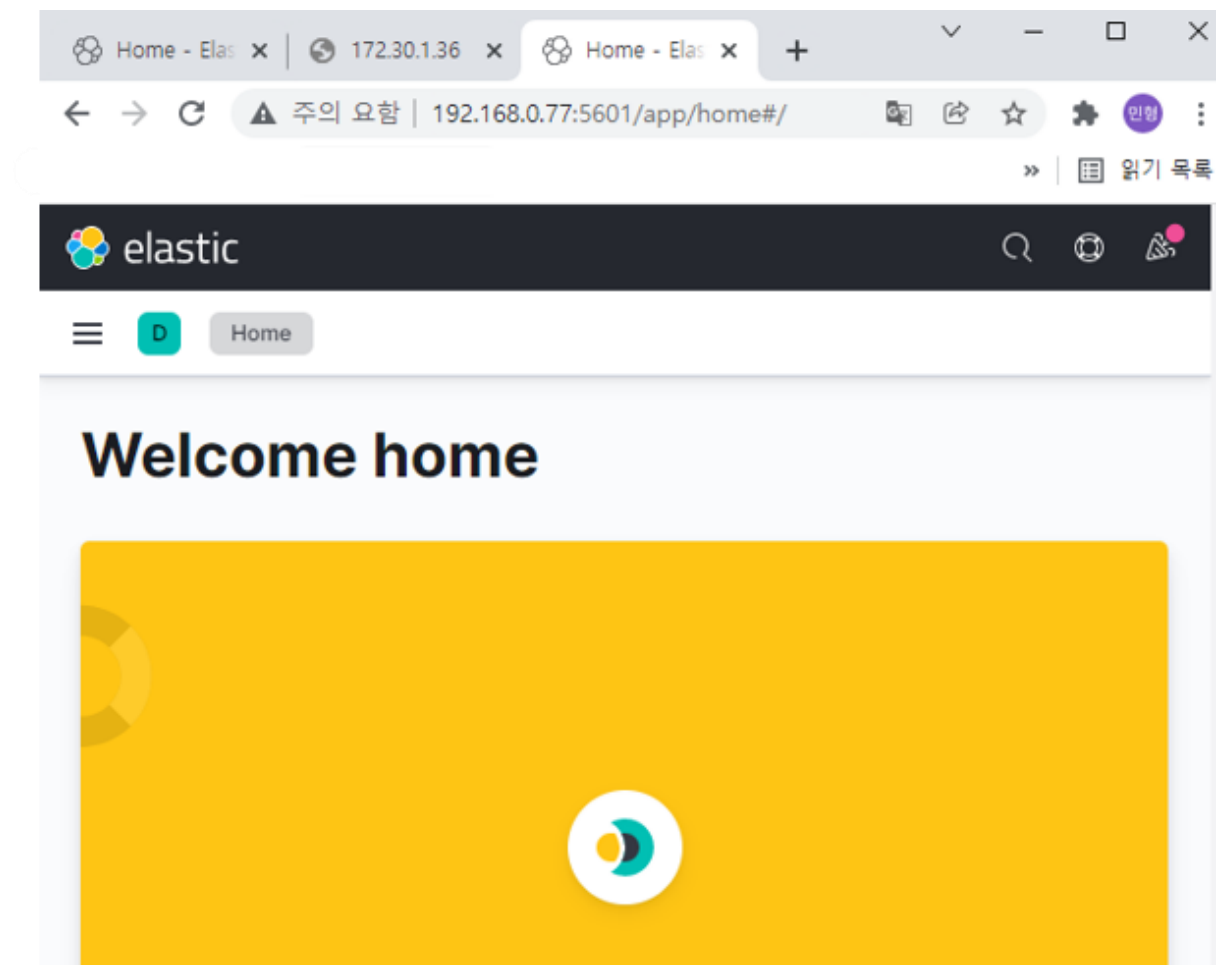 Home - Elas
172.30.1.36
Home - Elas
주의 요함 | 192.168.0.77:5601/app/home#/
인형
» 읽기 목록
elastic
D Home
Welcome home